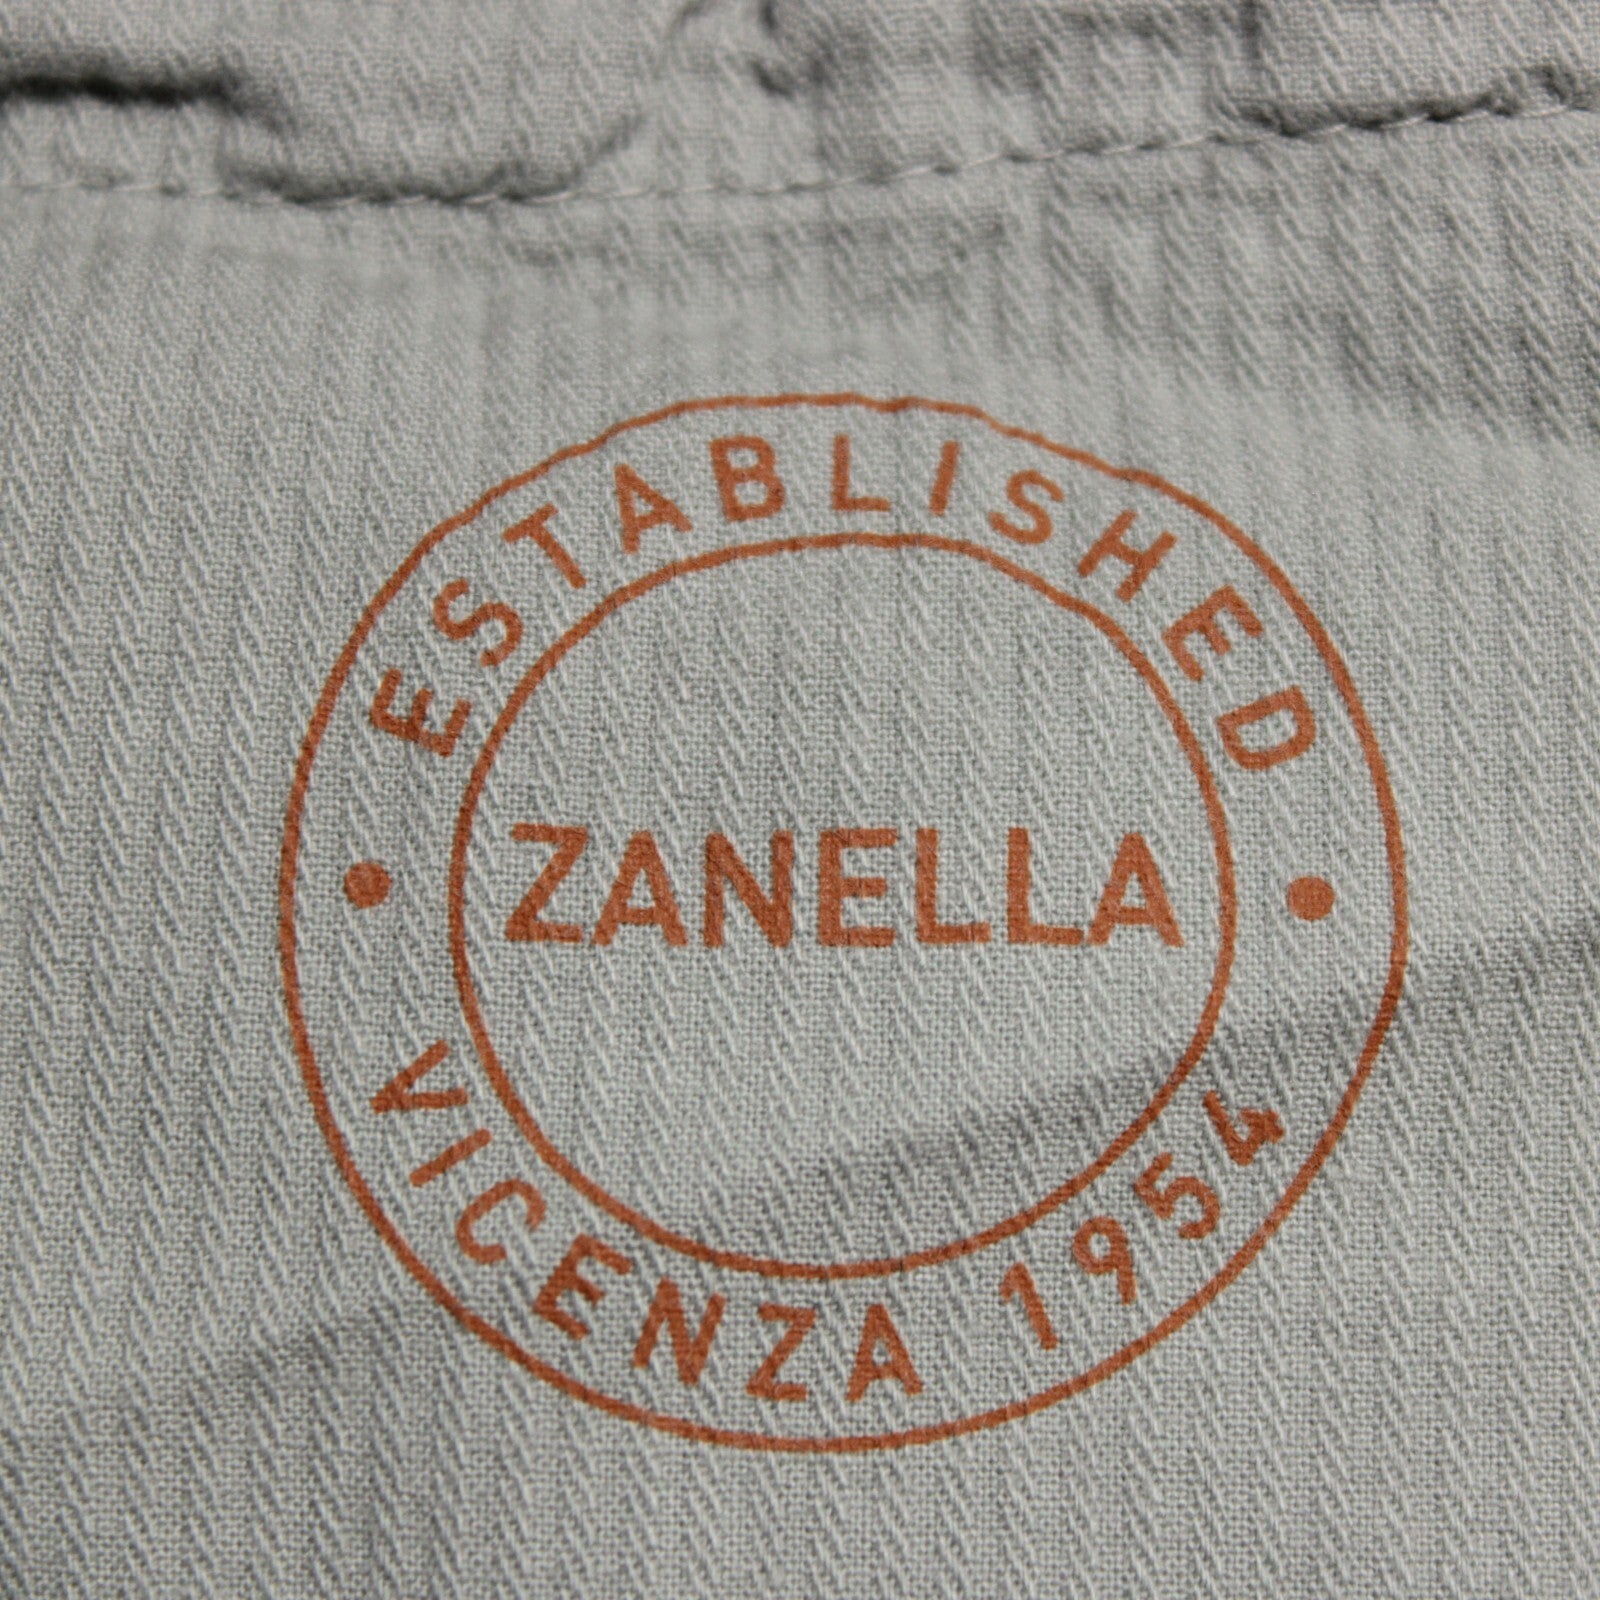 ESTABLISHED
ZANELLA
VICENZA 1954